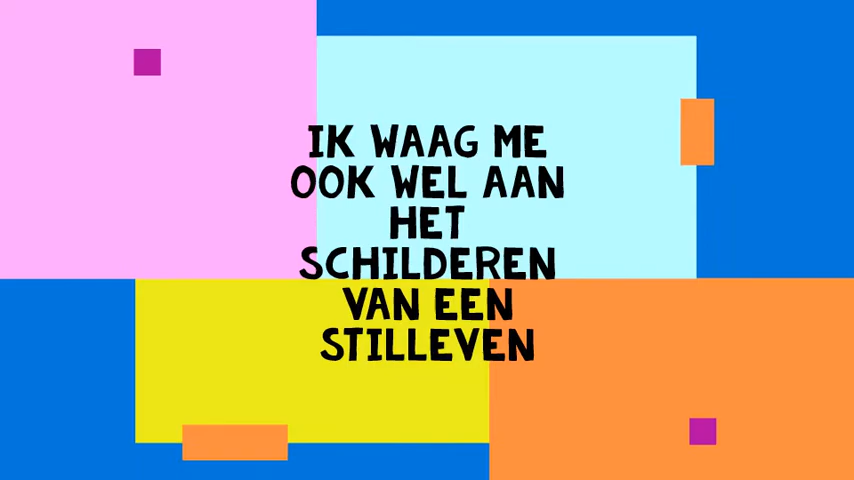 IK WAAG ME
OOK WEL AAN
HET
SCHILDEREN
VAN EEN
STILLEVEN